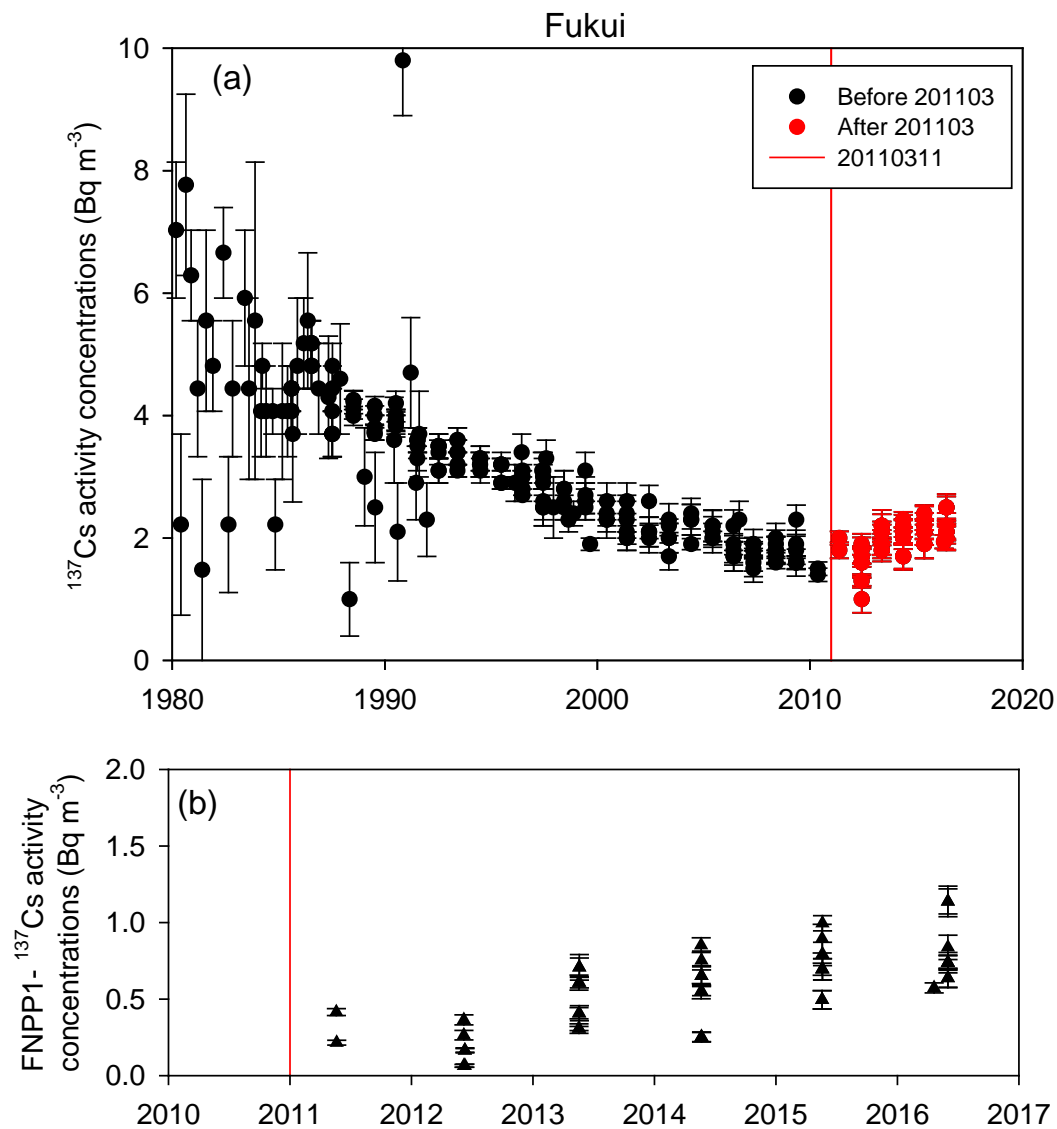 Fukui
(a)
Before 201103
After 201103
20110311
¹³⁷Cs activity concentrations (Bq m⁻³)
10
8
6
4
2
0
1980 1990 2000 2010 2020
(b)
FNPP1- ¹³⁷Cs activity
concentrations (Bq m⁻³)
2.0
1.5
1.0
0.5
0.0
2010 2011 2012 2013 2014 2015 2016 2017